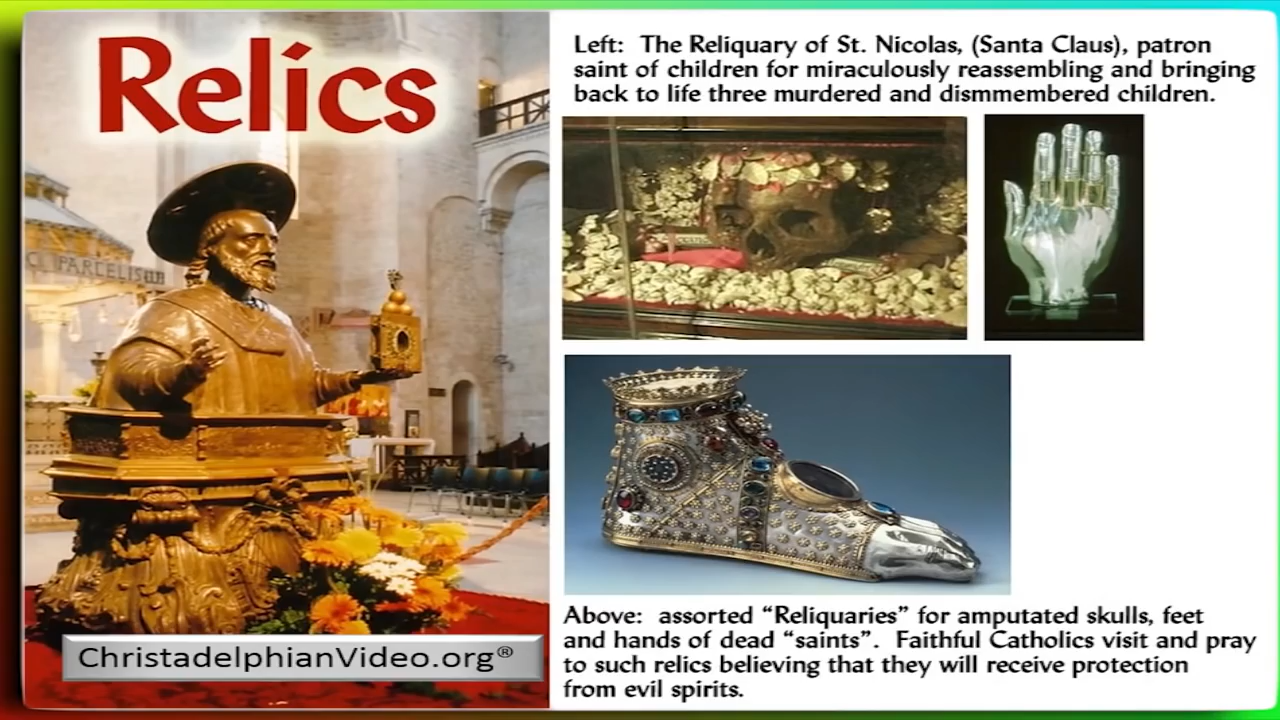 Relics
C. PARCELIS
ChristadelphianVideo.org®
Left: The Reliquary of St. Nicolas, (Santa Claus), patron
saint of children for miraculously reassembling and bringing
back to life three murdered and dismmembered children.
Above: assorted “Reliquaries” for amputated skulls, feet
and hands of dead “saints”. Faithful Catholics visit and pray
to such relics believing that they will receive protection
from evil spirits.